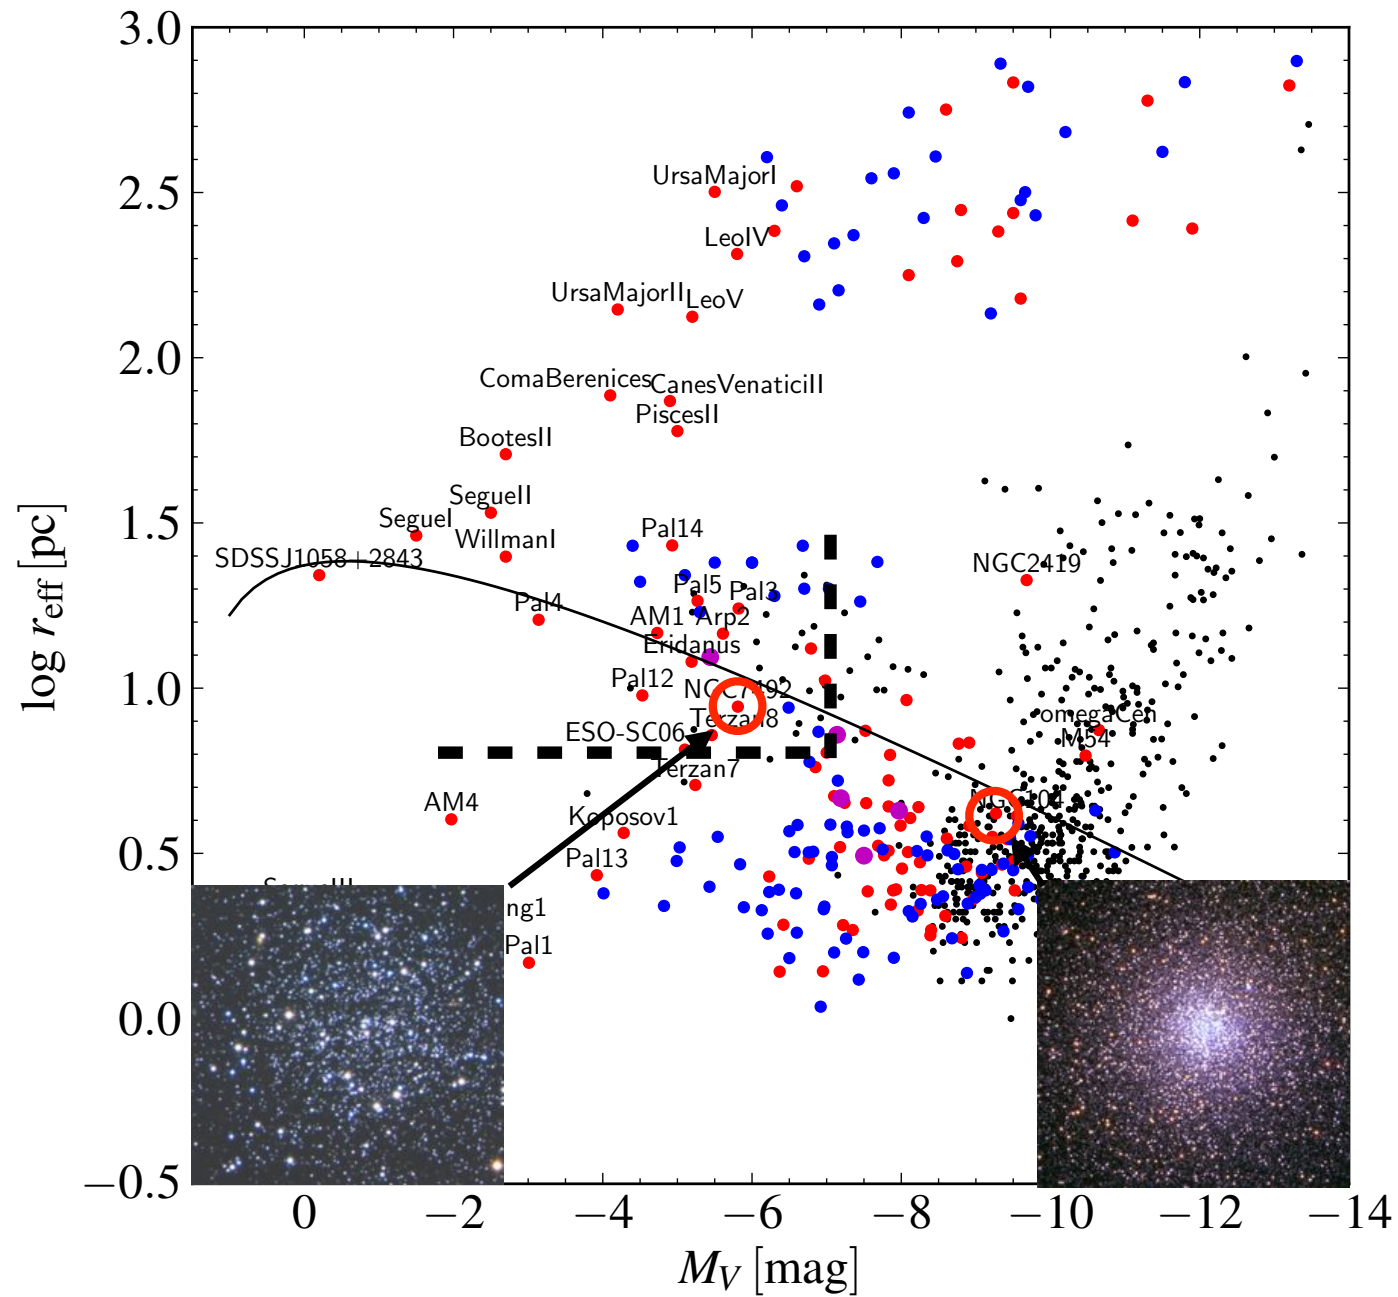 3.0
2.5
2.0
1.5
1.0
0.5
0.0
−0.5
log r_eff [pc]
UrsaMajorI
LeoIV
UrsaMajorII
LeoV
ComaBerenices
CanesVenaticiII
PiscesII
BootesII
SegueII
SegueI
WillmanI
Pal14
SDSSJ1058+2843
NGC2419
Pal5
Pal3
Pal4
AM1
Arp2
Eridanus
Pal12
NGC7492
omegaCen
Terzan8
ESO-SC06
M54
Terzan7
AM4
NGC104
Koposov1
Pal13
ng1
Pal1
0
−2
−4
−6
−8
−10
−12
−14
M_V [mag]